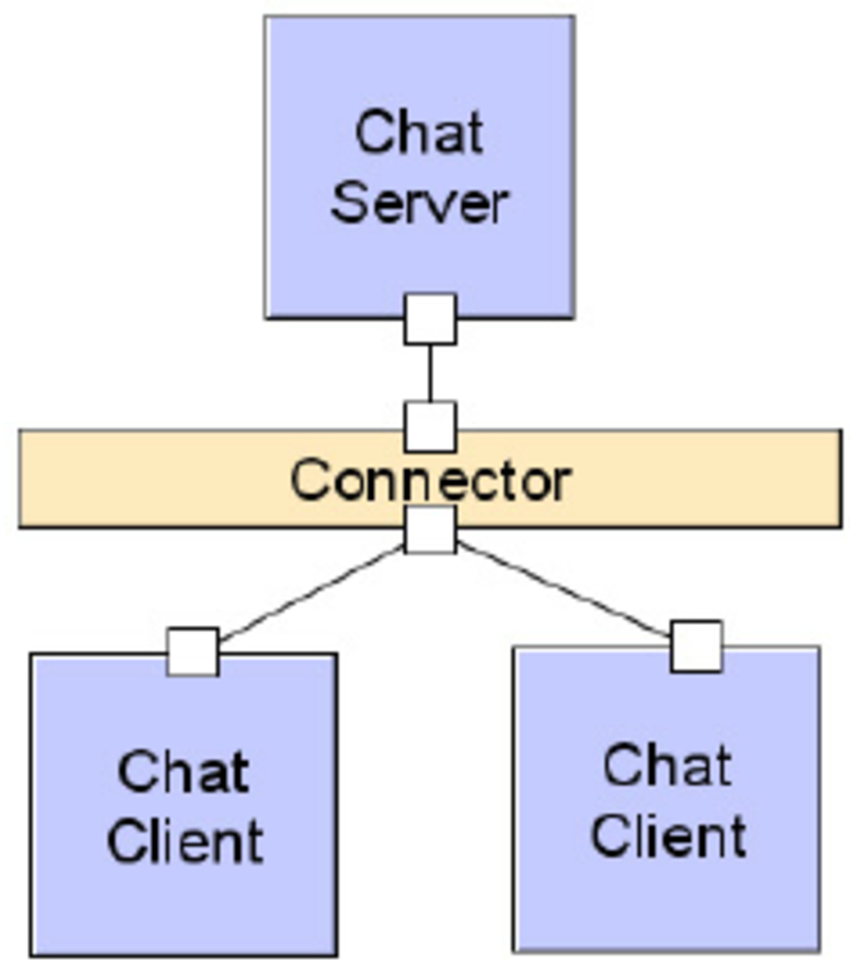 Chat
Server
Connector
Chat
Client
Chat
Client